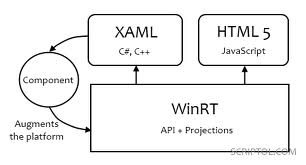 XAML
C#, C++
HTML 5
JavaScript
Component
Augments
the platform
WinRT
API + Projections
SCRIPTOL.COM